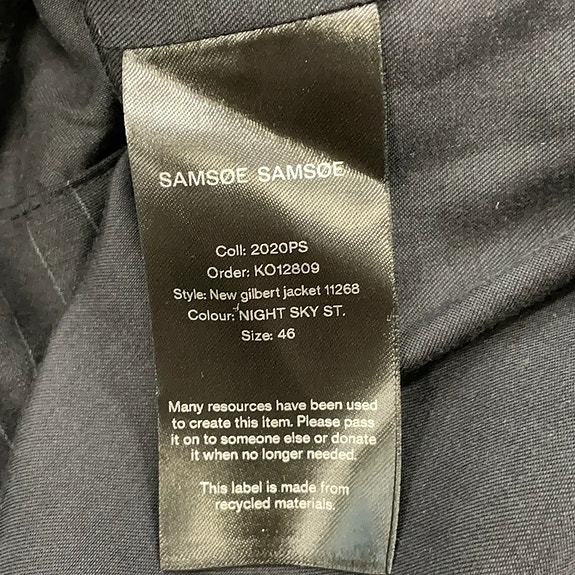 SAMSØE SAMSØE
Coll: 2020PS
Order: KO12809
Style: New gilbert jacket 11268
Colour: NIGHT SKY ST.
Size: 46
Many resources have been used
to create this item. Please pass
it on to someone else or donate
it when no longer needed.
This label is made from
recycled materials.